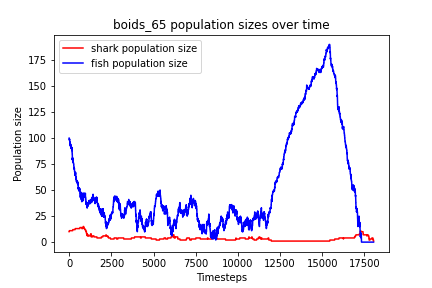 boids_65 population sizes over time
shark population size
fish population size
Population size
175
150
125
100
75
50
25
0
0 2500 5000 7500 10000 12500 15000 17500
Timesteps